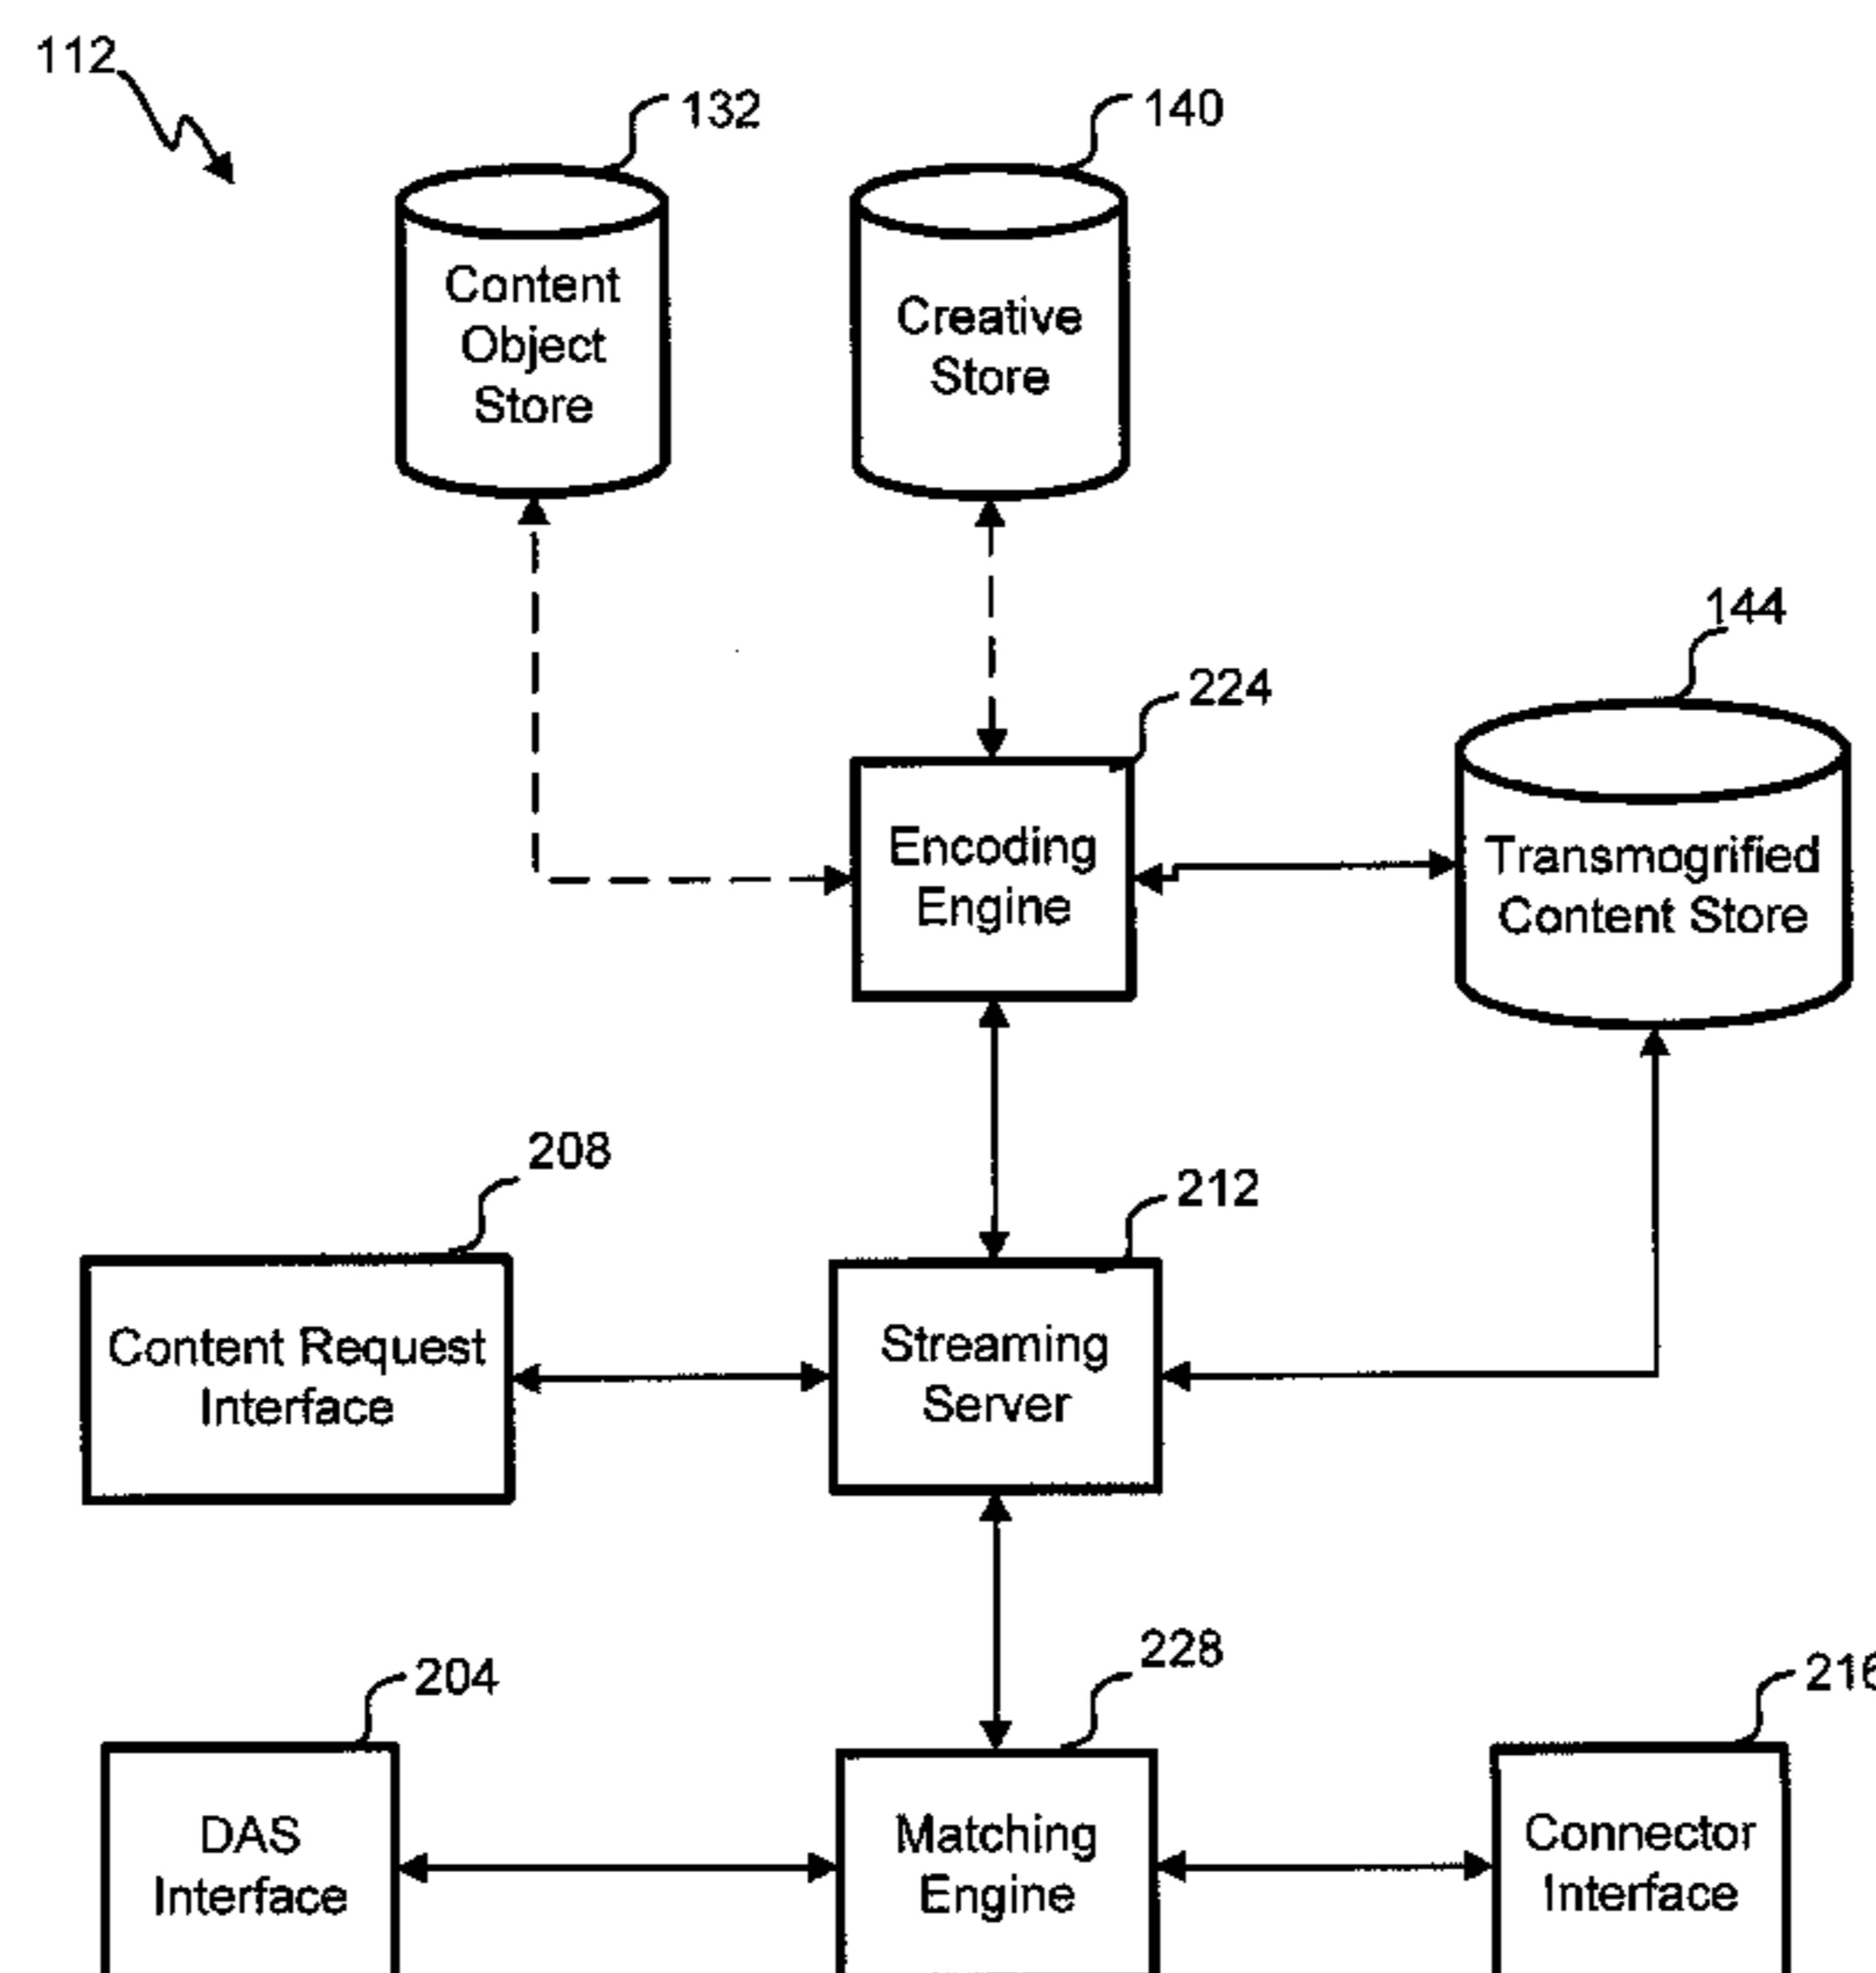 112
132
140
Content
Object
Store
Creative
Store
144
224
Encoding
Engine
Transmogrified
Content Store
208
212
Content Request
Interface
Streaming
Server
204
228
DAS
Interface
Matching
Engine
Connector
Interface